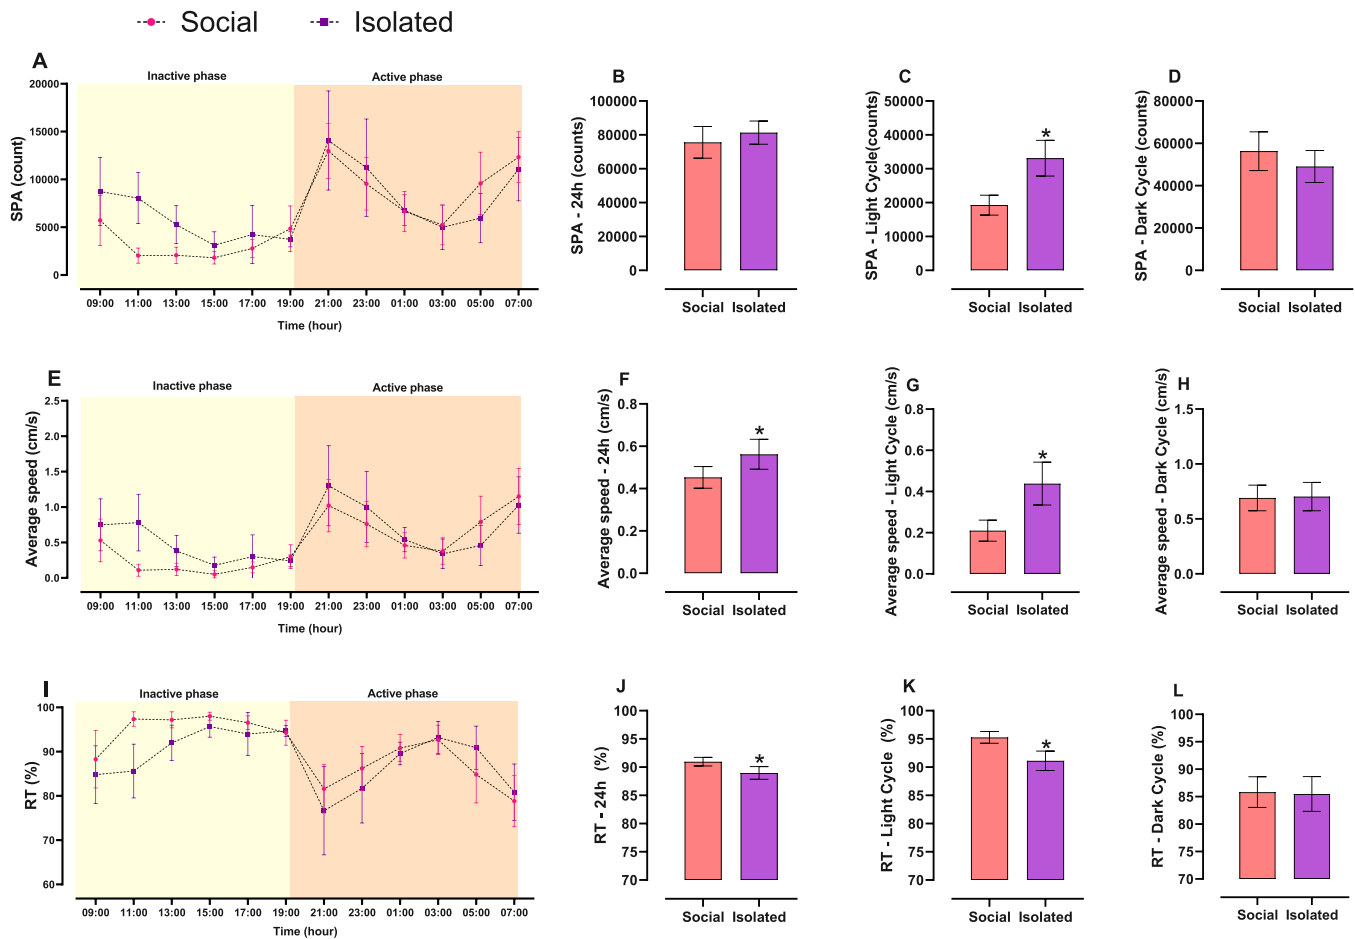 Social Isolated
A
Inactive phase Active phase
SPA (count)
20000
15000
10000
5000
0
09:00 11:00 13:00 15:00 17:00 19:00 21:00 23:00 01:00 03:00 05:00 07:00
Time (hour)
B
SPA - 24h (counts)
100000
80000
60000
40000
20000
0
Social Isolated
C
SPA - Light Cycle(counts)
50000
40000
30000
20000
10000
0
*
Social Isolated
D
SPA - Dark Cycle (counts)
80000
60000
40000
20000
0
Social Isolated
E
Inactive phase Active phase
Average speed (cm/s)
2.5
2.0
1.5
1.0
0.5
0.0
09:00 11:00 13:00 15:00 17:00 19:00 21:00 23:00 01:00 03:00 05:00 07:00
Time (hour)
F
Average speed - 24h (cm/s)
0.8
0.6
0.4
0.2
0.0
*
Social Isolated
G
Average speed - Light Cycle (cm/s)
0.8
0.6
0.4
0.2
0.0
*
Social Isolated
H
Average speed - Dark Cycle (cm/s)
1.5
1.0
0.5
0.0
Social Isolated
I
Inactive phase Active phase
RT (%)
100
90
80
70
60
09:00 11:00 13:00 15:00 17:00 19:00 21:00 23:00 01:00 03:00 05:00 07:00
Time (hour)
J
RT - 24h (%)
100
95
90
85
80
75
70
*
Social Isolated
K
RT - Light Cycle (%)
100
95
90
85
80
75
70
*
Social Isolated
L
RT - Dark Cycle (%)
100
95
90
85
80
75
70
Social Isolated